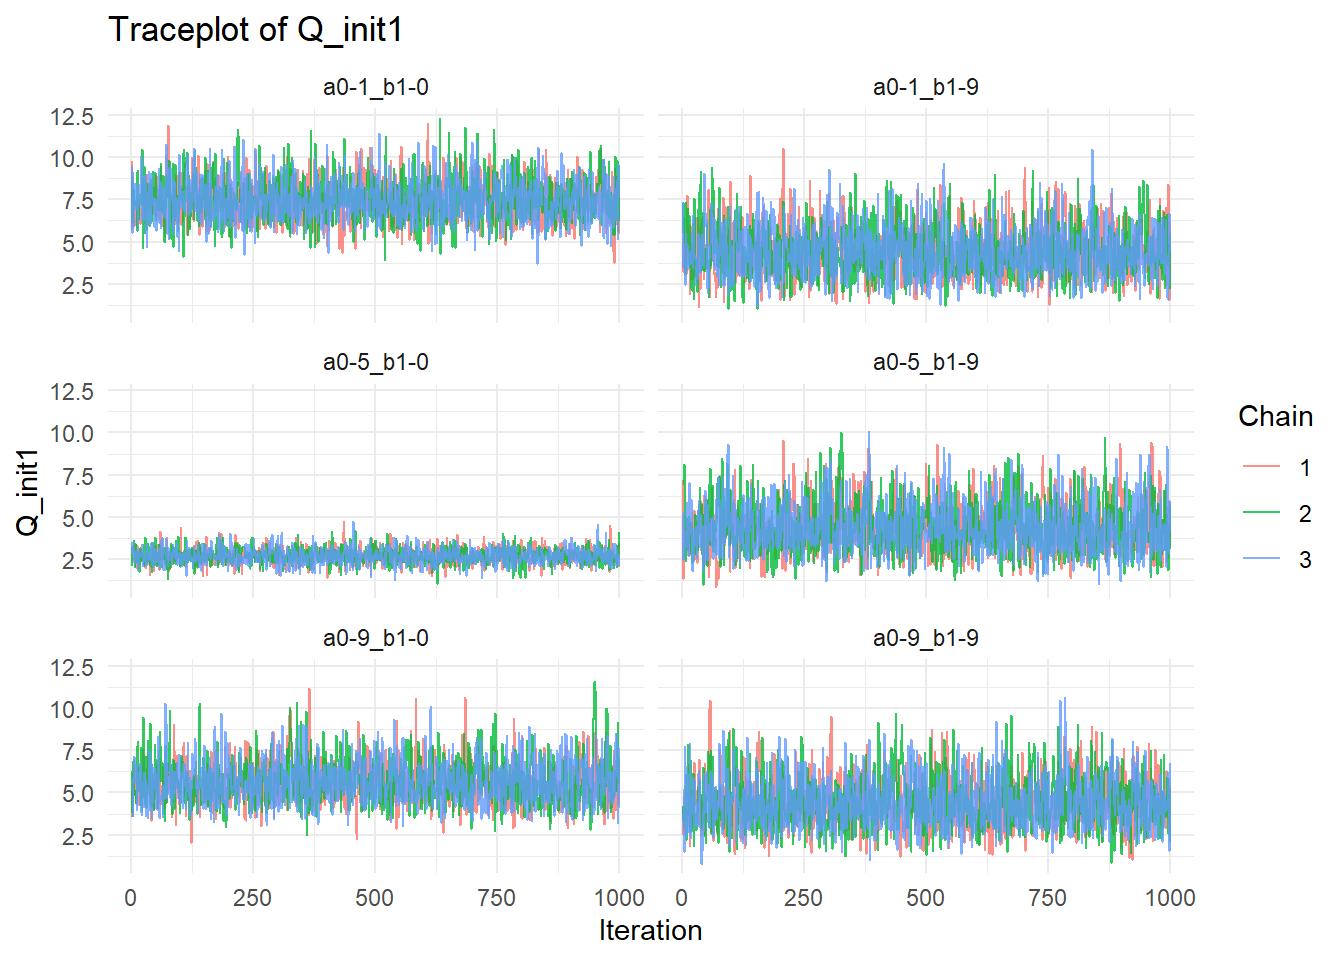 Traceplot of Q_init1
a0-1_b1-0
a0-1_b1-9
12.5
10.0
7.5
5.0
2.5
a0-5_b1-0
a0-5_b1-9
12.5
10.0
7.5
5.0
2.5
a0-9_b1-0
a0-9_b1-9
12.5
10.0
7.5
5.0
2.5
0 250 500 750 1000
0 250 500 750 1000
Iteration
Q_init1
Chain
1
2
3